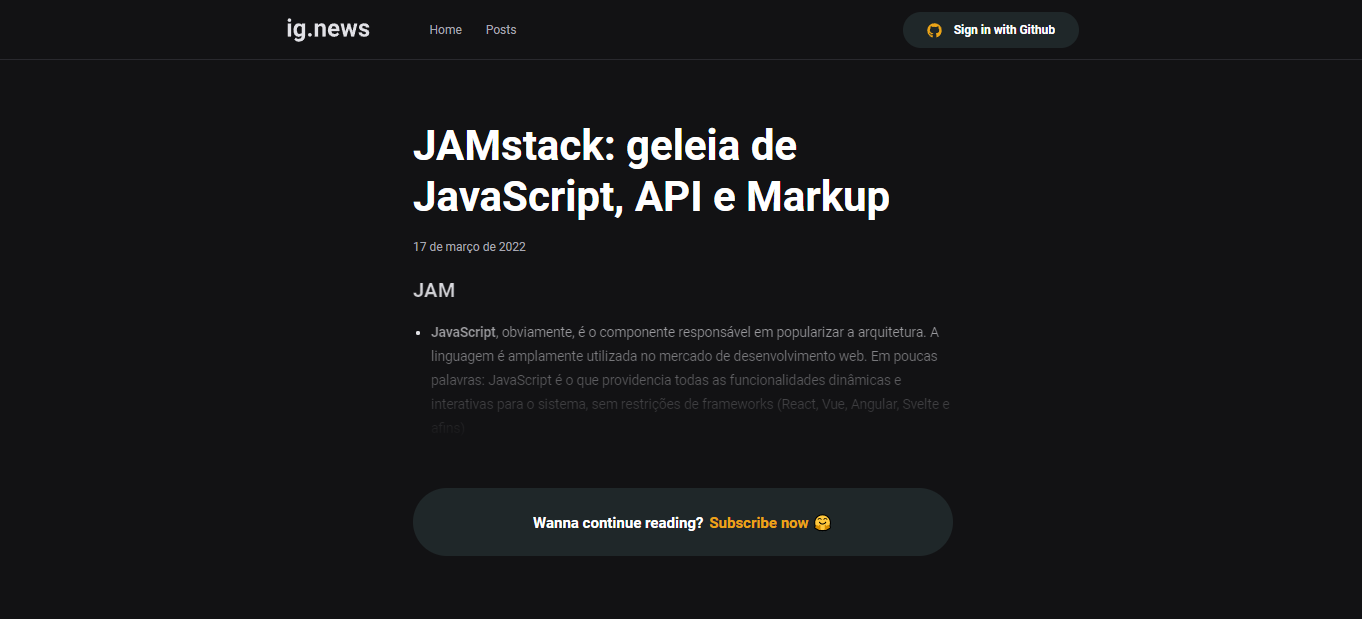 ig.news
Home
Posts
Sign in with Github
JAMstack: geleia de
JavaScript, API e Markup
17 de março de 2022
JAM
JavaScript, obviamente, é o componente responsável em popularizar a arquitetura. A
linguagem é amplamente utilizada no mercado de desenvolvimento web. Em poucas
palavras: JavaScript é o que providencia todas as funcionalidades dinâmicas e
interativas para o sistema, sem restrições de frameworks (React, Vue, Angular, Svelte e
afins)
Wanna continue reading? Subscribe now 🤗